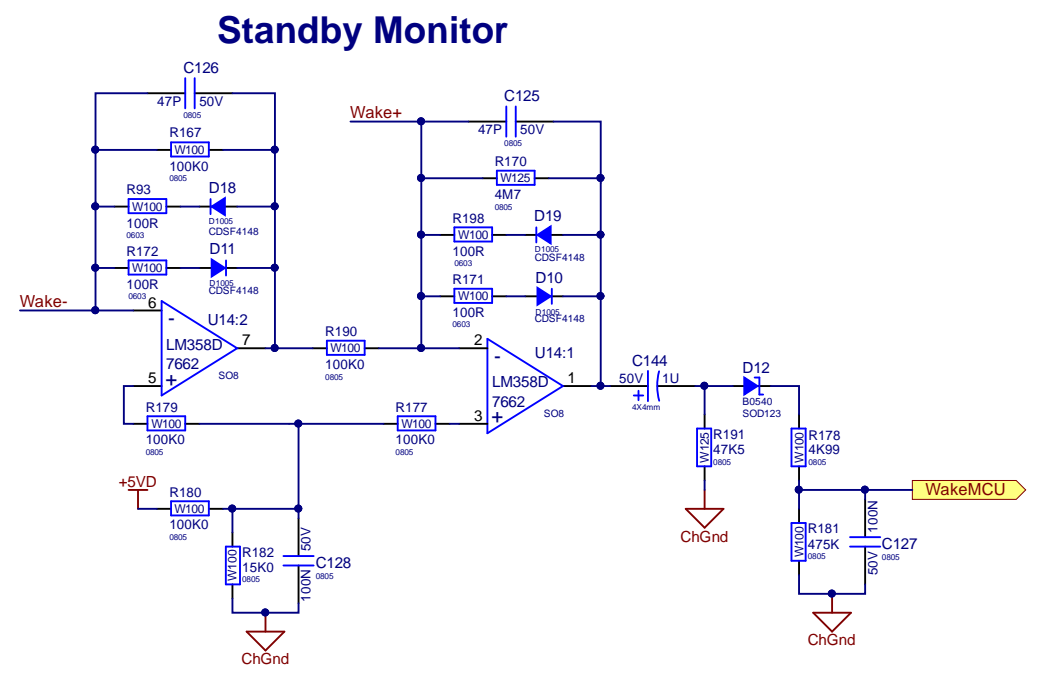 Standby Monitor
C126
47P 50V
0805
R167
W100
100K0
0805
R93
W100
100R
0603
D18
D1005
CDSF4148
R172
W100
100R
0603
D11
D1005
CDSF4148
Wake-
6
-
U14:2
7
LM358D
7662
5
+
SO8
R179
W100
100K0
0805
+5VD
R180
W100
100K0
0805
R182
W100
15K0
0805
50V
C128
100N
0805
ChGnd
Wake+
C125
47P 50V
0805
R170
W125
4M7
0805
R198
W100
100R
0603
D19
D1005
CDSF4148
R171
W100
100R
0603
D10
D1005
CDSF4148
R190
W100
100K0
0805
2
-
U14:1
1
LM358D
7662
3
+
SO8
R177
W100
100K0
0805
C144
50V 1U
+
4X4mm
D12
B0540
SOD123
R191
W125
47K5
0805
ChGnd
R178
W100
4K99
0805
WakeMCU
R181
W100
475K
0805
100N
C127
50V
0805
ChGnd